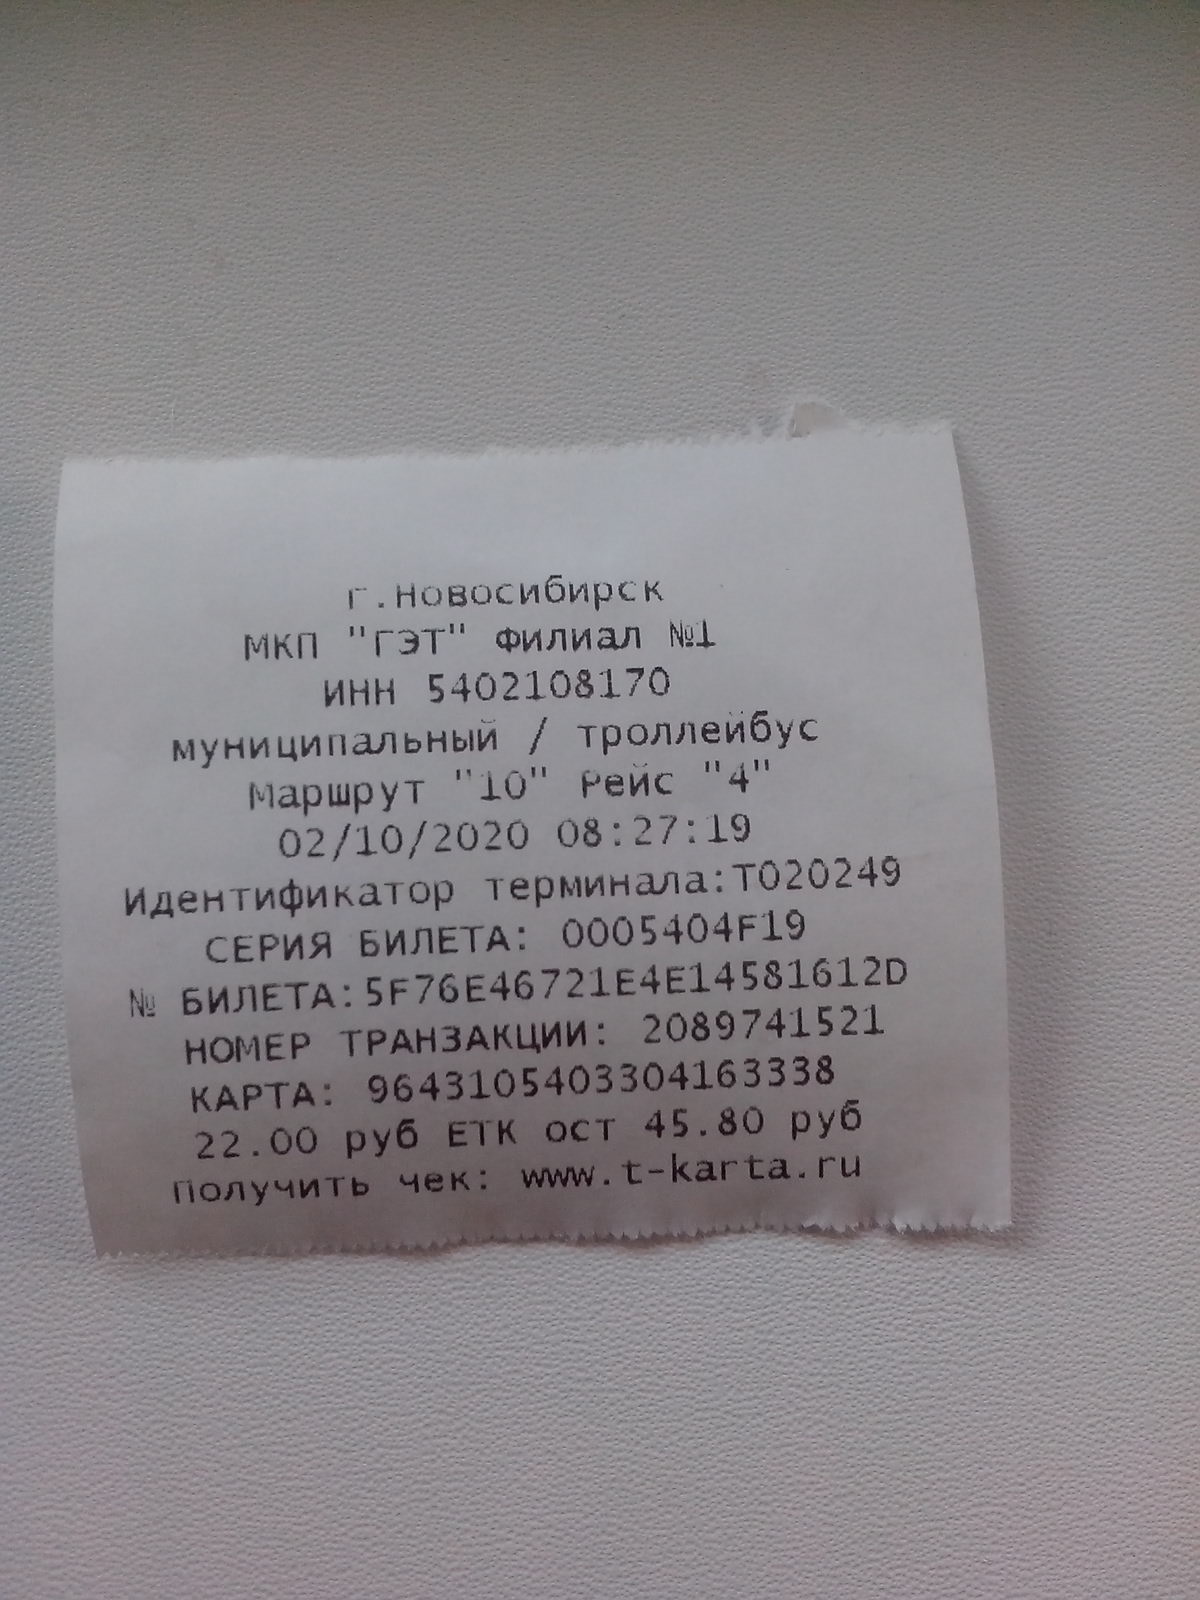 г.Новосибирск
МКП "ГЭТ" Филиал №1
ИНН 5402108170
муниципальный / троллейбус
Маршрут "10" Рейс "4"
02/10/2020 08:27:19
Идентификатор терминала:T020249
СЕРИЯ БИЛЕТА: 0005404F19
№ БИЛЕТА:5F76E46721E4E14581612D
НОМЕР ТРАНЗАКЦИИ: 2089741521
КАРТА: 9643105403304163338
22.00 руб ЕТК ост 45.80 руб
Получить чек: www.t-karta.ru